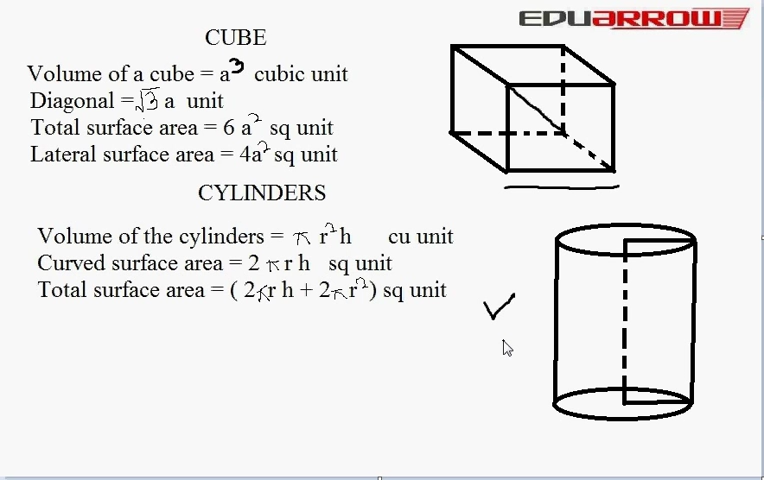 EDUARROW
CUBE
Volume of a cube = a³ cubic unit
Diagonal = √3 a unit
Total surface area = 6 a² sq unit
Lateral surface area = 4a² sq unit
CYLINDERS
Volume of the cylinders = π r²h cu unit
Curved surface area = 2 π r h sq unit
Total surface area = ( 2πr h + 2πr²) sq unit